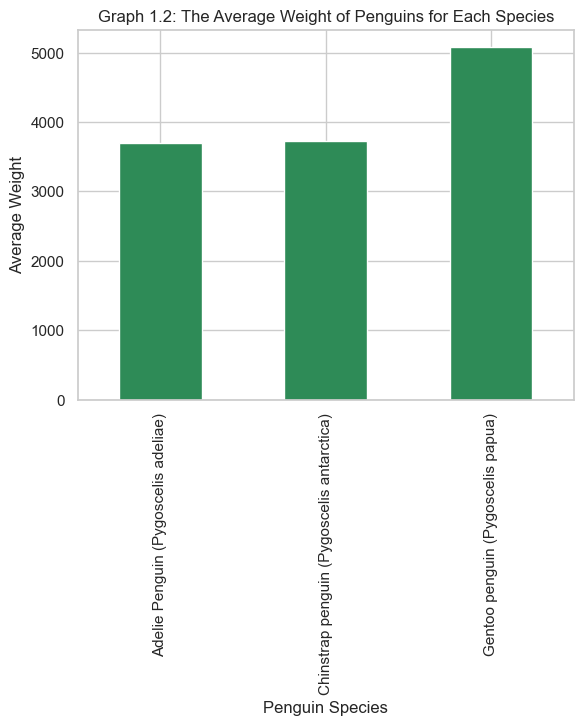 Graph 1.2: The Average Weight of Penguins for Each Species
Average Weight
5000
4000
3000
2000
1000
0
Adelie Penguin (Pygoscelis adeliae)
Chinstrap penguin (Pygoscelis antarctica)
Gentoo penguin (Pygoscelis papua)
Penguin Species